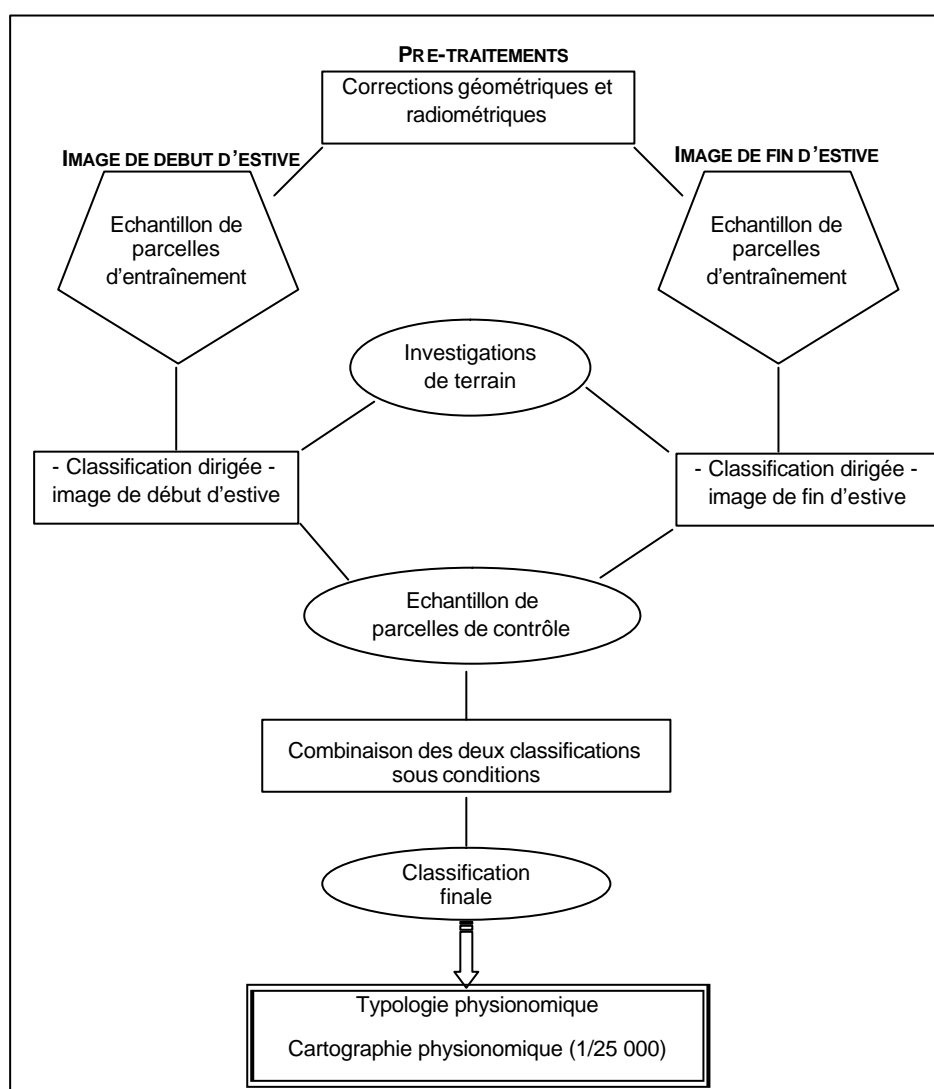 PRE-TRAITEMENTS
Corrections géométriques et
radiométriques
IMAGE DE DEBUT D'ESTIVE
IMAGE DE FIN D'ESTIVE
Echantillon de
parcelles
d'entraînement
Echantillon de
parcelles
d'entraînement
Investigations
de terrain
- Classification dirigée -
image de début d'estive
- Classification dirigée -
image de fin d'estive
Echantillon de
parcelles de contrôle
Combinaison des deux classifications
sous conditions
Classification
finale
Typologie physionomique
Cartographie physionomique (1/25 000)